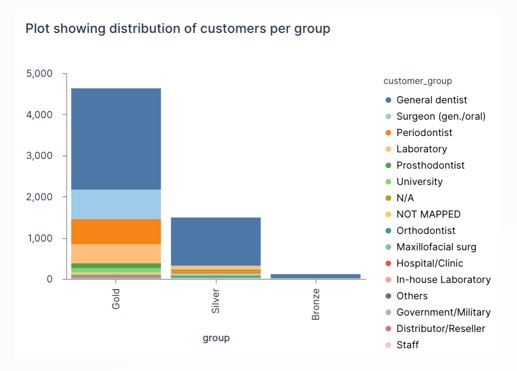 Plot showing distribution of customers per group
5,000
4,000
3,000
2,000
1,000
0
Gold
Silver
Bronze
group
customer_group
General dentist
Surgeon (gen./oral)
Periodontist
Laboratory
Prosthodontist
University
N/A
NOT MAPPED
Orthodontist
Maxillofacial surg
Hospital/Clinic
In-house Laboratory
Others
Government/Military
Distributor/Reseller
Staff